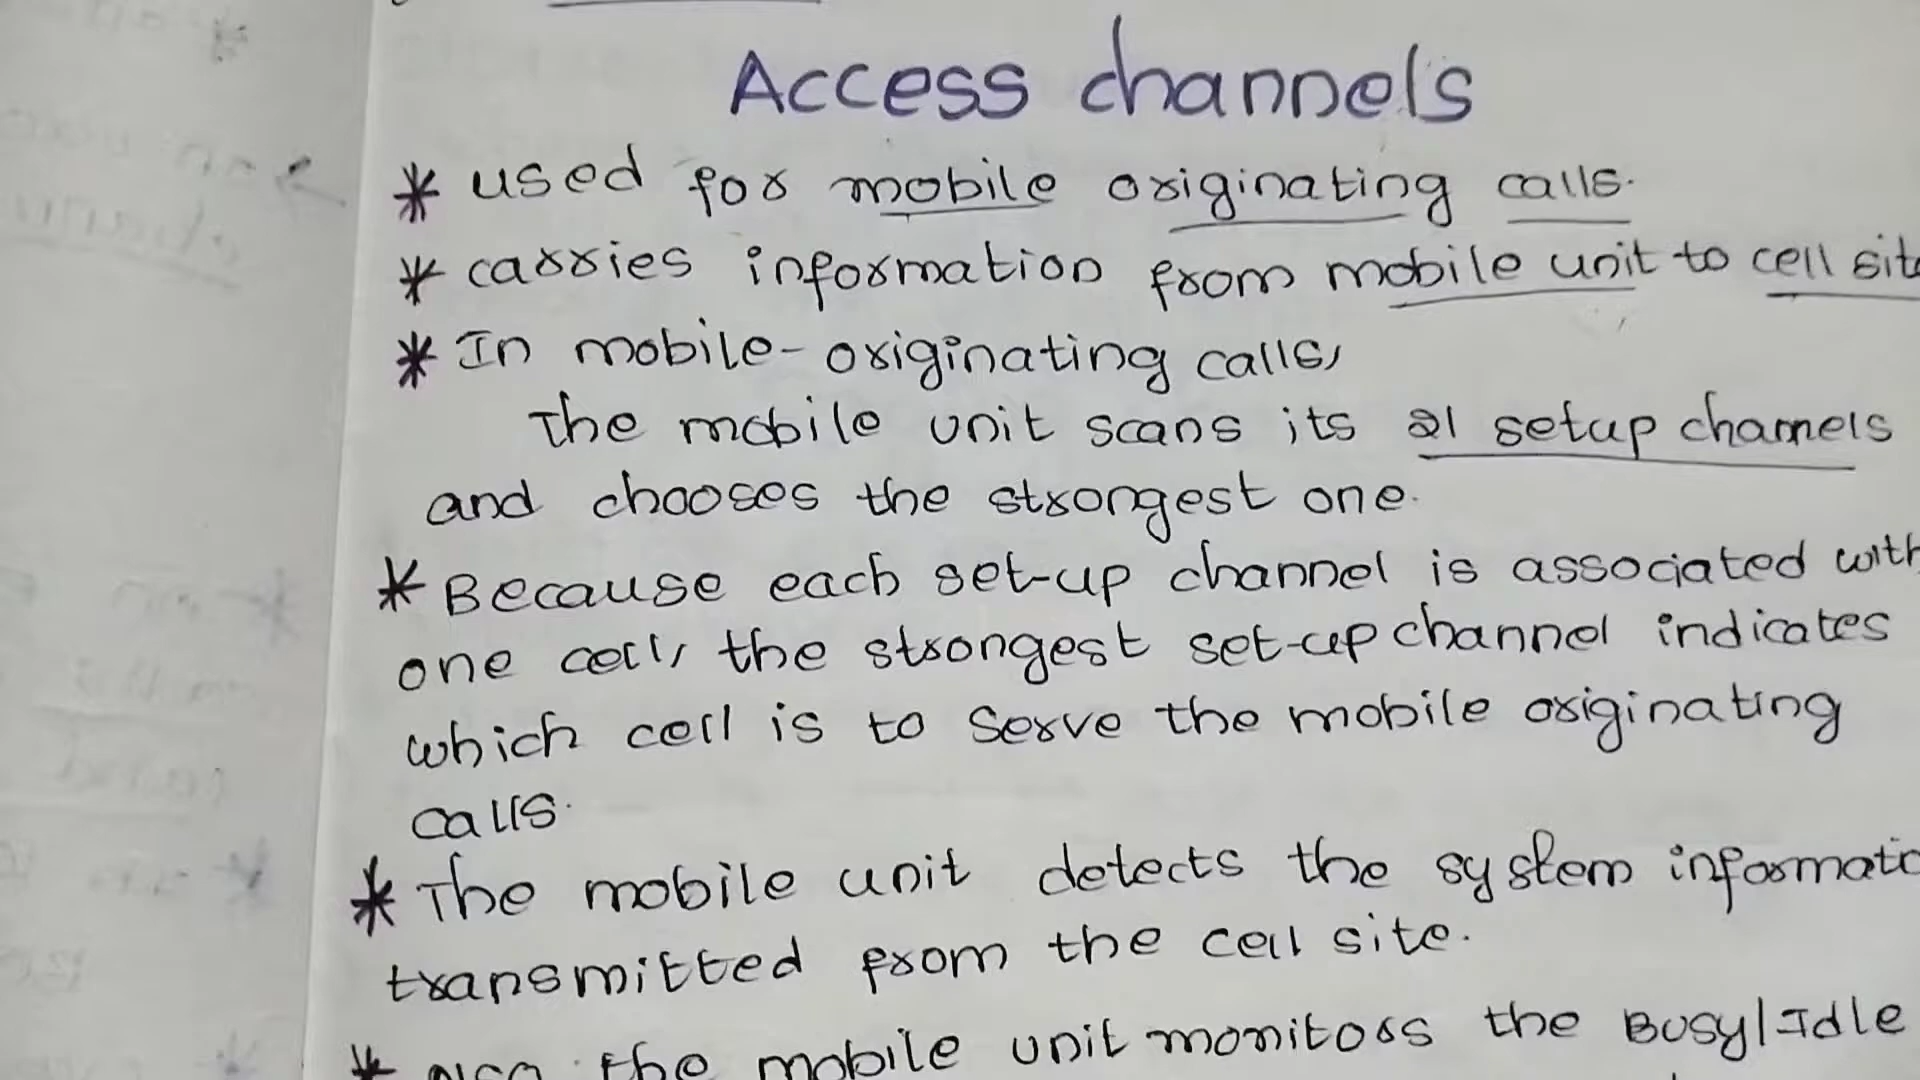 Access channels
* used for mobile originating calls.
* carries information from mobile unit to cell site
* In mobile-originating calls,
The mobile unit scans its 21 setup channels
and chooses the strongest one.
* Because each set-up channel is associated with
one cell, the strongest set-up channel indicates
which cell is to serve the mobile originating
calls.
* The mobile unit detects the system informatio
transmitted from the cell site.
* Also the mobile unit monitors the Busy/Idle